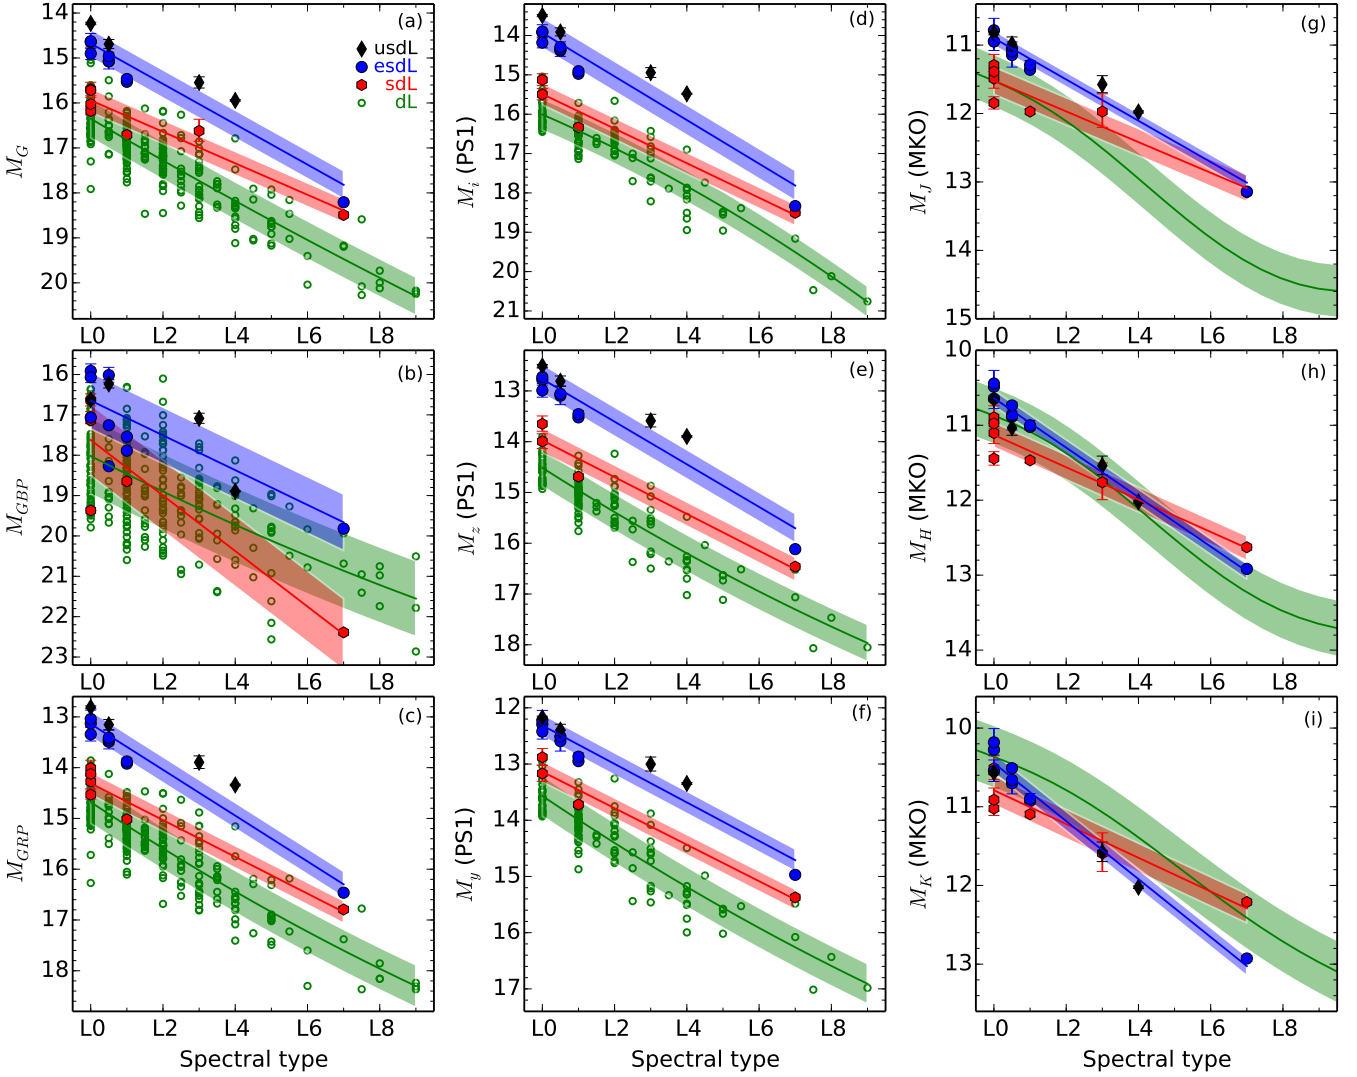 (a)
usdL
esdL
sdL
dL
14
15
16
17
18
19
20
M_G
L0 L2 L4 L6 L8
(d)
14
15
16
17
18
19
20
21
M_i (PS1)
L0 L2 L4 L6 L8
(g)
11
12
13
14
15
M_J (MKO)
L0 L2 L4 L6 L8
(b)
16
17
18
19
20
21
22
23
M_GBP
L0 L2 L4 L6 L8
(e)
13
14
15
16
17
18
M_z (PS1)
L0 L2 L4 L6 L8
(h)
10
11
12
13
14
M_H (MKO)
L0 L2 L4 L6 L8
(c)
13
14
15
16
17
18
M_GRP
L0 L2 L4 L6 L8
Spectral type
(f)
12
13
14
15
16
17
M_y (PS1)
L0 L2 L4 L6 L8
Spectral type
(i)
10
11
12
13
M_K (MKO)
L0 L2 L4 L6 L8
Spectral type